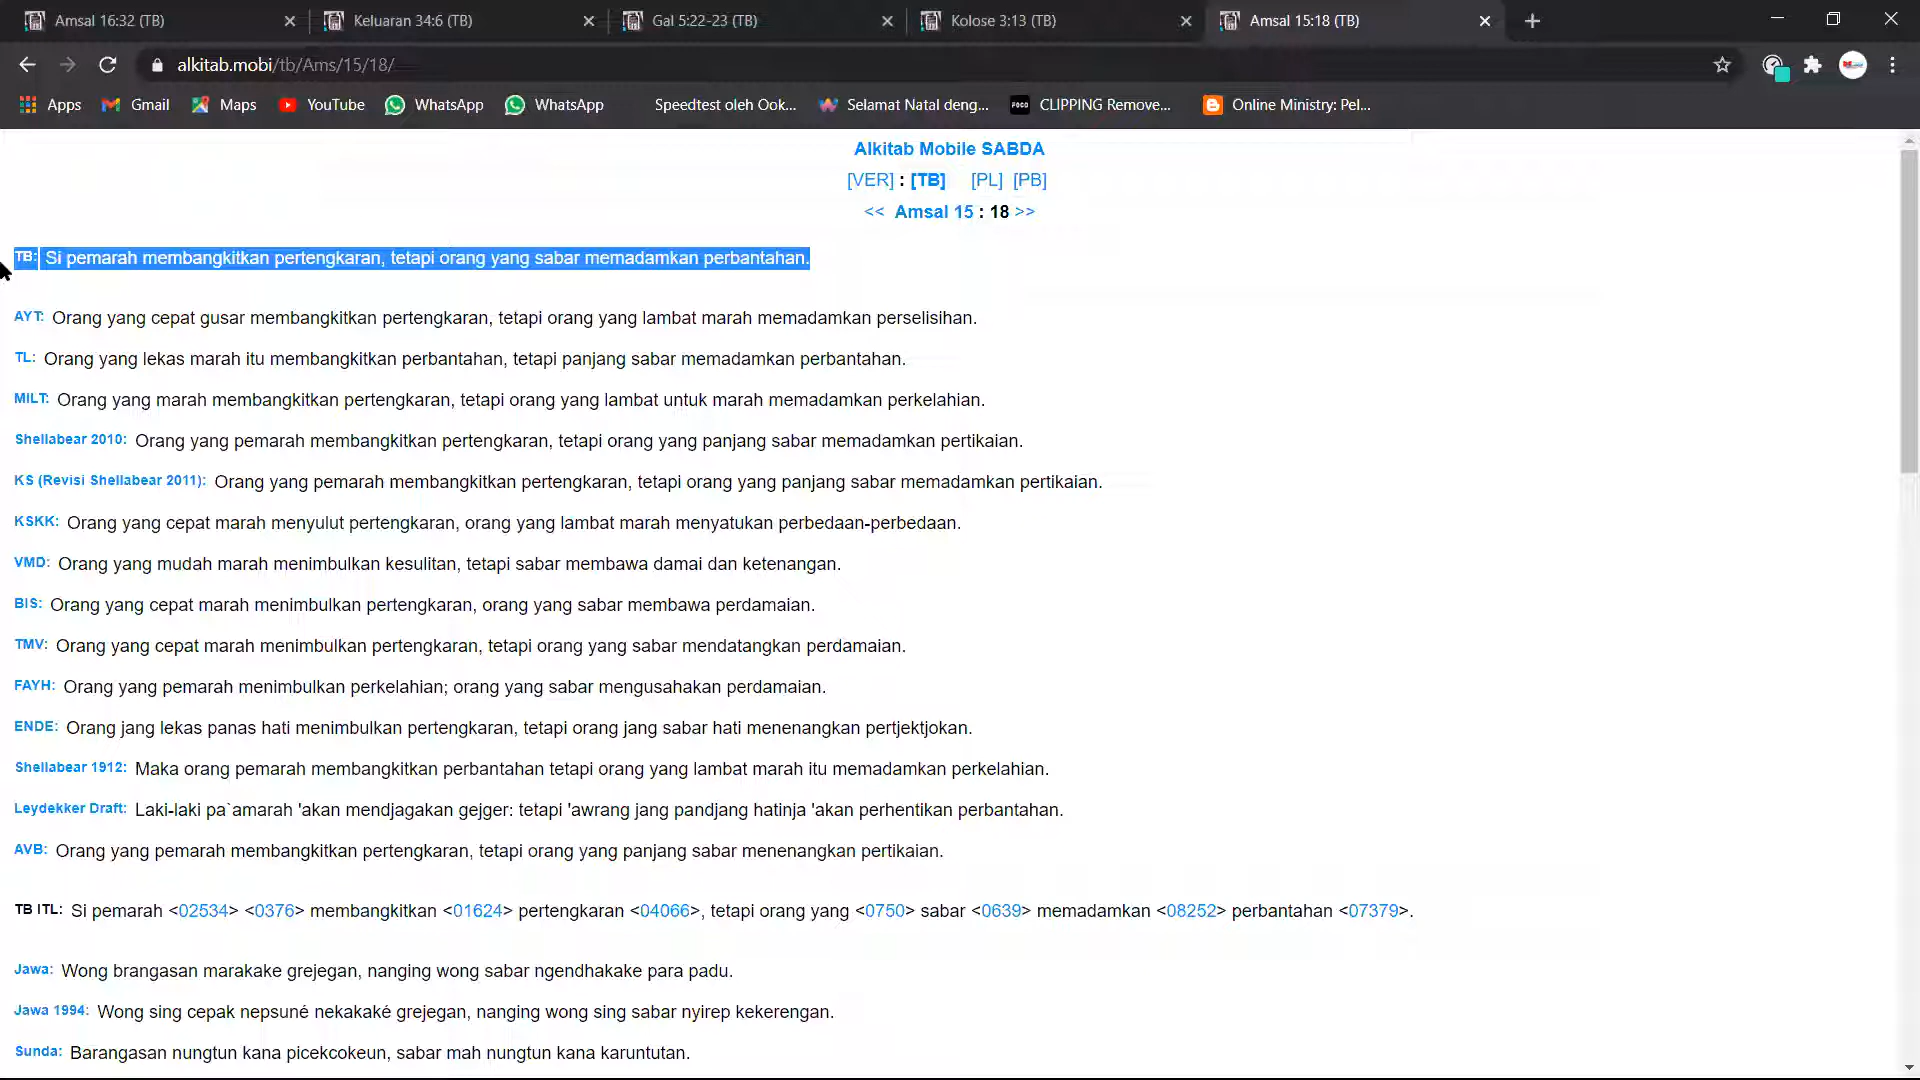 Amsal 16:32 (TB)
Keluaran 34:6 (TB)
Gal 5:22-23 (TB)
Kolose 3:13 (TB)
Amsal 15:18 (TB)
alkitab.mobi/tb/Ams/15/18/
Apps Gmail Maps YouTube WhatsApp WhatsApp Speedtest oleh Ook... Selamat Natal deng... CLIPPING Remove... Online Ministry: Pel...
Alkitab Mobile SABDA
[VER] : [TB] [PL] [PB]
<< Amsal 15 : 18 >>
TB: Si pemarah membangkitkan pertengkaran, tetapi orang yang sabar memadamkan perbantahan.
AYT: Orang yang cepat gusar membangkitkan pertengkaran, tetapi orang yang lambat marah memadamkan perselisihan.
TL: Orang yang lekas marah itu membangkitkan perbantahan, tetapi panjang sabar memadamkan perbantahan.
MILT: Orang yang marah membangkitkan pertengkaran, tetapi orang yang lambat untuk marah memadamkan perkelahian.
Shellabear 2010: Orang yang pemarah membangkitkan pertengkaran, tetapi orang yang panjang sabar memadamkan pertikaian.
KS (Revisi Shellabear 2011): Orang yang pemarah membangkitkan pertengkaran, tetapi orang yang panjang sabar memadamkan pertikaian.
KSKK: Orang yang cepat marah menyulut pertengkaran, orang yang lambat marah menyatukan perbedaan-perbedaan.
VMD: Orang yang mudah marah menimbulkan kesulitan, tetapi sabar membawa damai dan ketenangan.
BIS: Orang yang cepat marah menimbulkan pertengkaran, orang yang sabar membawa perdamaian.
TMV: Orang yang cepat marah menimbulkan pertengkaran, tetapi orang yang sabar mendatangkan perdamaian.
FAYH: Orang yang pemarah menimbulkan perkelahian; orang yang sabar mengusahakan perdamaian.
ENDE: Orang jang lekas panas hati menimbulkan pertengkaran, tetapi orang jang sabar hati menenangkan pertjektjokan.
Shellabear 1912: Maka orang pemarah membangkitkan perbantahan tetapi orang yang lambat marah itu memadamkan perkelahian.
Leydekker Draft: Laki-laki pa`amarah 'akan mendjagakan gejger: tetapi 'awrang jang pandjang hatinja 'akan perhentikan perbantahan.
AVB: Orang yang pemarah membangkitkan pertengkaran, tetapi orang yang panjang sabar menenangkan pertikaian.
TB ITL: Si pemarah <02534> <0376> membangkitkan <01624> pertengkaran <04066>, tetapi orang yang <0750> sabar <0639> memadamkan <08252> perbantahan <07379>.
Jawa: Wong brangasan marakake grejegan, nanging wong sabar ngendhakake para padu.
Jawa 1994: Wong sing cepak nepsuné nekakaké grejegan, nanging wong sing sabar nyirep kekerengan.
Sunda: Barangasan nungtun kana picekcokeun, sabar mah nungtun kana karuntutan.